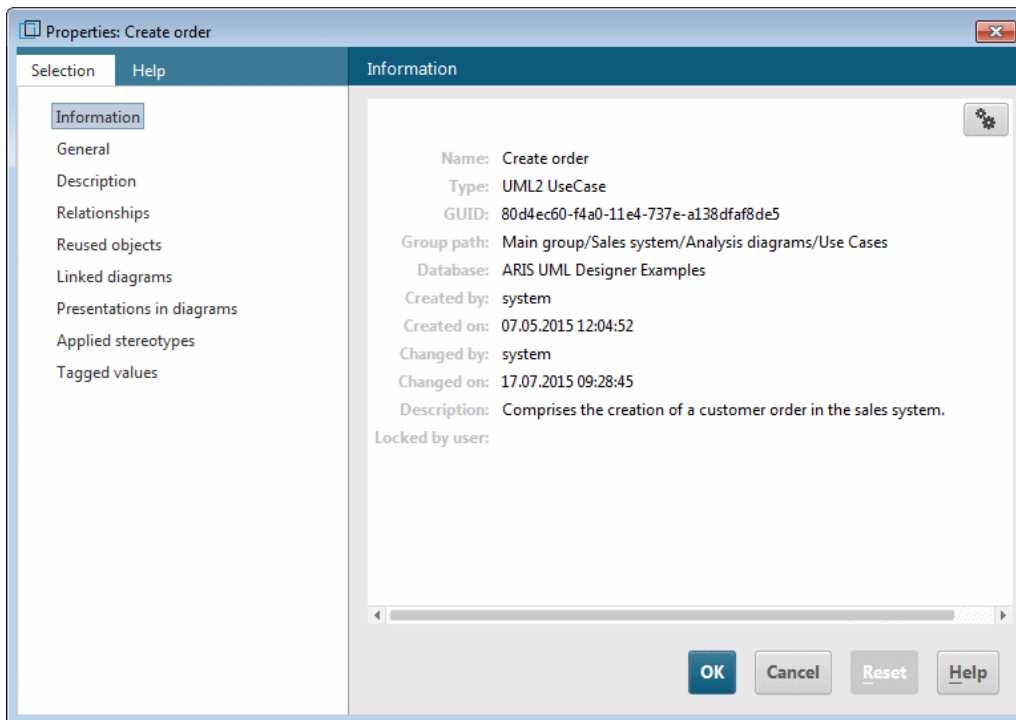 Properties: Create order
Selection Help
Information
Information
General
Description
Relationships
Reused objects
Linked diagrams
Presentations in diagrams
Applied stereotypes
Tagged values
Name: Create order
Type: UML2 UseCase
GUID: 80d4ec60-f4a0-11e4-737e-a138dfaf8de5
Group path: Main group/Sales system/Analysis diagrams/Use Cases
Database: ARIS UML Designer Examples
Created by: system
Created on: 07.05.2015 12:04:52
Changed by: system
Changed on: 17.07.2015 09:28:45
Description: Comprises the creation of a customer order in the sales system.
Locked by user:
OK Cancel Reset Help